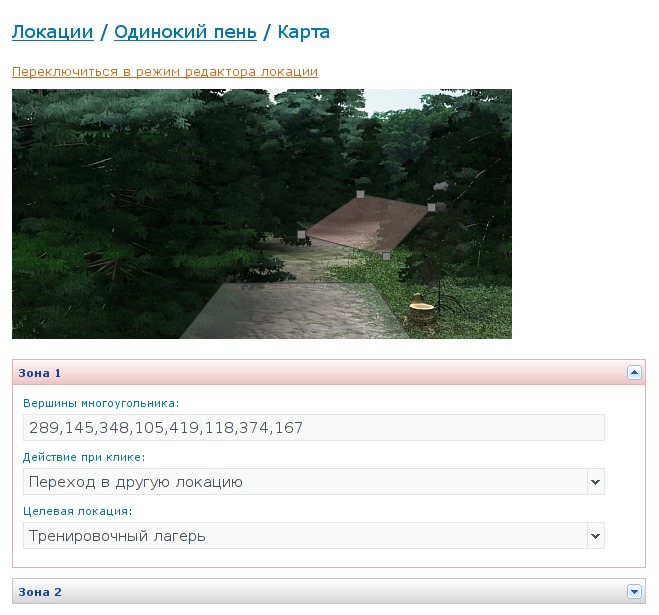 Локации / Одинокий пень / Карта
Переключиться в режим редактора локации
Зона 1
Вершины многоугольника:
289,145,348,105,419,118,374,167
Действие при клике:
Переход в другую локацию
Целевая локация:
Тренировочный лагерь
Зона 2